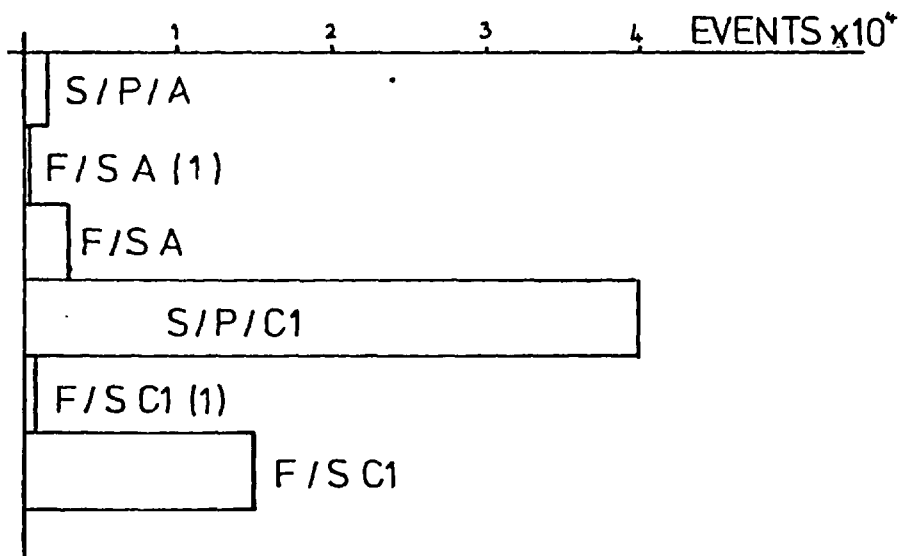 1 2 3 4 EVENTS x10⁴
S/P/A
F/S A (1)
F/S A
S/P/C1
F/S C1 (1)
F/S C1